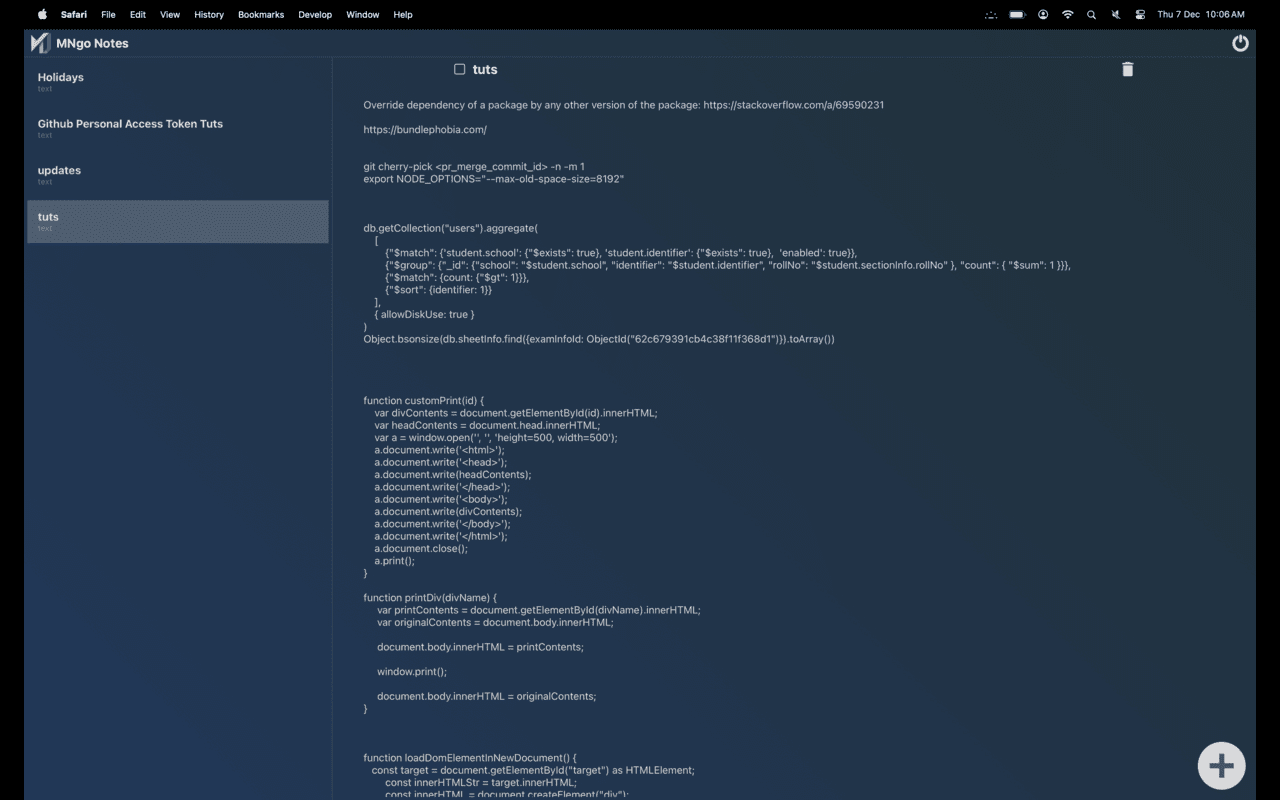 Safari File Edit View History Bookmarks Develop Window Help Thu 7 Dec 10:06 AM
MNgo Notes
Holidays
text
Github Personal Access Token Tuts
text
updates
text
tuts
text
tuts
Override dependency of a package by any other version of the package: https://stackoverflow.com/a/69590231
https://bundlephobia.com/
git cherry-pick <pr_merge_commit_id> -n -m 1
export NODE_OPTIONS="--max-old-space-size=8192"
db.getCollection("users").aggregate(
[
{"$match": {'student.school': {"$exists": true}, 'student.identifier': {"$exists": true}, 'enabled': true}},
{"$group": {"_id": {"school": "$student.school", "identifier": "$student.identifier", "rollNo": "$student.sectionInfo.rollNo" }, "count": { "$sum": 1 }}},
{"$match": {count: {"$gt": 1}}},
{"$sort": {identifier: 1}}
],
{ allowDiskUse: true }
)
Object.bsonsize(db.sheetInfo.find({examInfoId: ObjectId("62c679391cb4c38f11f368d1")}).toArray())
function customPrint(id) {
var divContents = document.getElementById(id).innerHTML;
var headContents = document.head.innerHTML;
var a = window.open('', '', 'height=500, width=500');
a.document.write('<html>');
a.document.write('<head>');
a.document.write(headContents);
a.document.write('</head>');
a.document.write('<body>');
a.document.write(divContents);
a.document.write('</body>');
a.document.write('</html>');
a.document.close();
a.print();
}
function printDiv(divName) {
var printContents = document.getElementById(divName).innerHTML;
var originalContents = document.body.innerHTML;
document.body.innerHTML = printContents;
window.print();
document.body.innerHTML = originalContents;
}
function loadDomElementInNewDocument() {
const target = document.getElementById("target") as HTMLElement;
const innerHTMLStr = target.innerHTML;
const innerHTML = document.createElement("div");